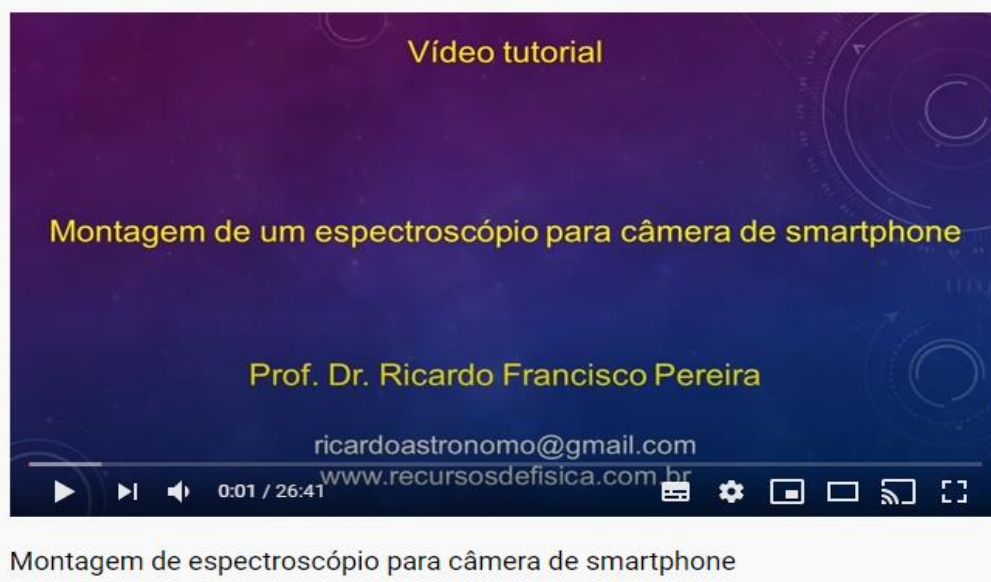 Vídeo tutorial
Montagem de um espectroscópio para câmera de smartphone
Prof. Dr. Ricardo Francisco Pereira
ricardoastronomo@gmail.com
www.recursosdefisica.com.br
0:01 / 26:41
Montagem de espectroscópio para câmera de smartphone